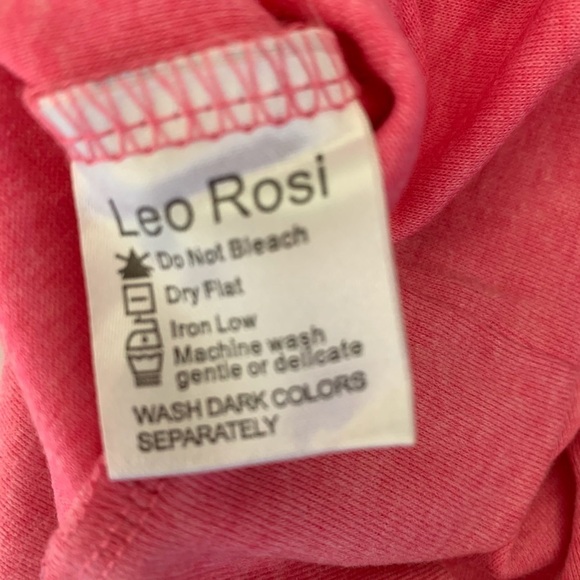 Leo Rosi
Do Not Bleach
Dry Flat
Iron Low
Machine wash
gentle or delicate
WASH DARK COLORS
SEPARATELY